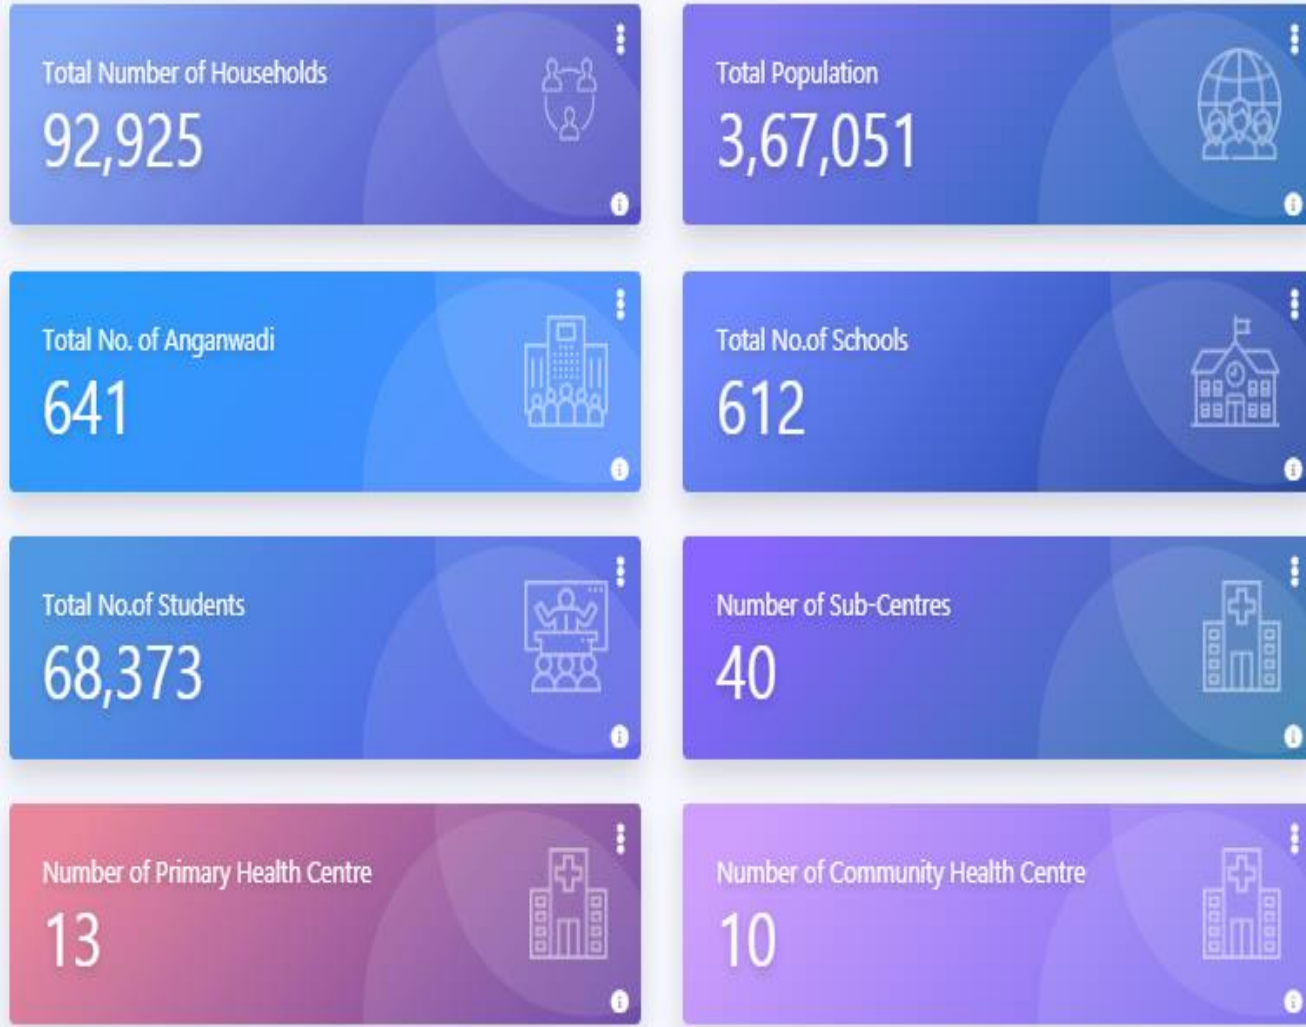 Total Number of Households
92,925
Total Population
3,67,051
Total No. of Anganwadi
641
Total No.of Schools
612
Total No.of Students
68,373
Number of Sub-Centres
40
Number of Primary Health Centre
13
Number of Community Health Centre
10